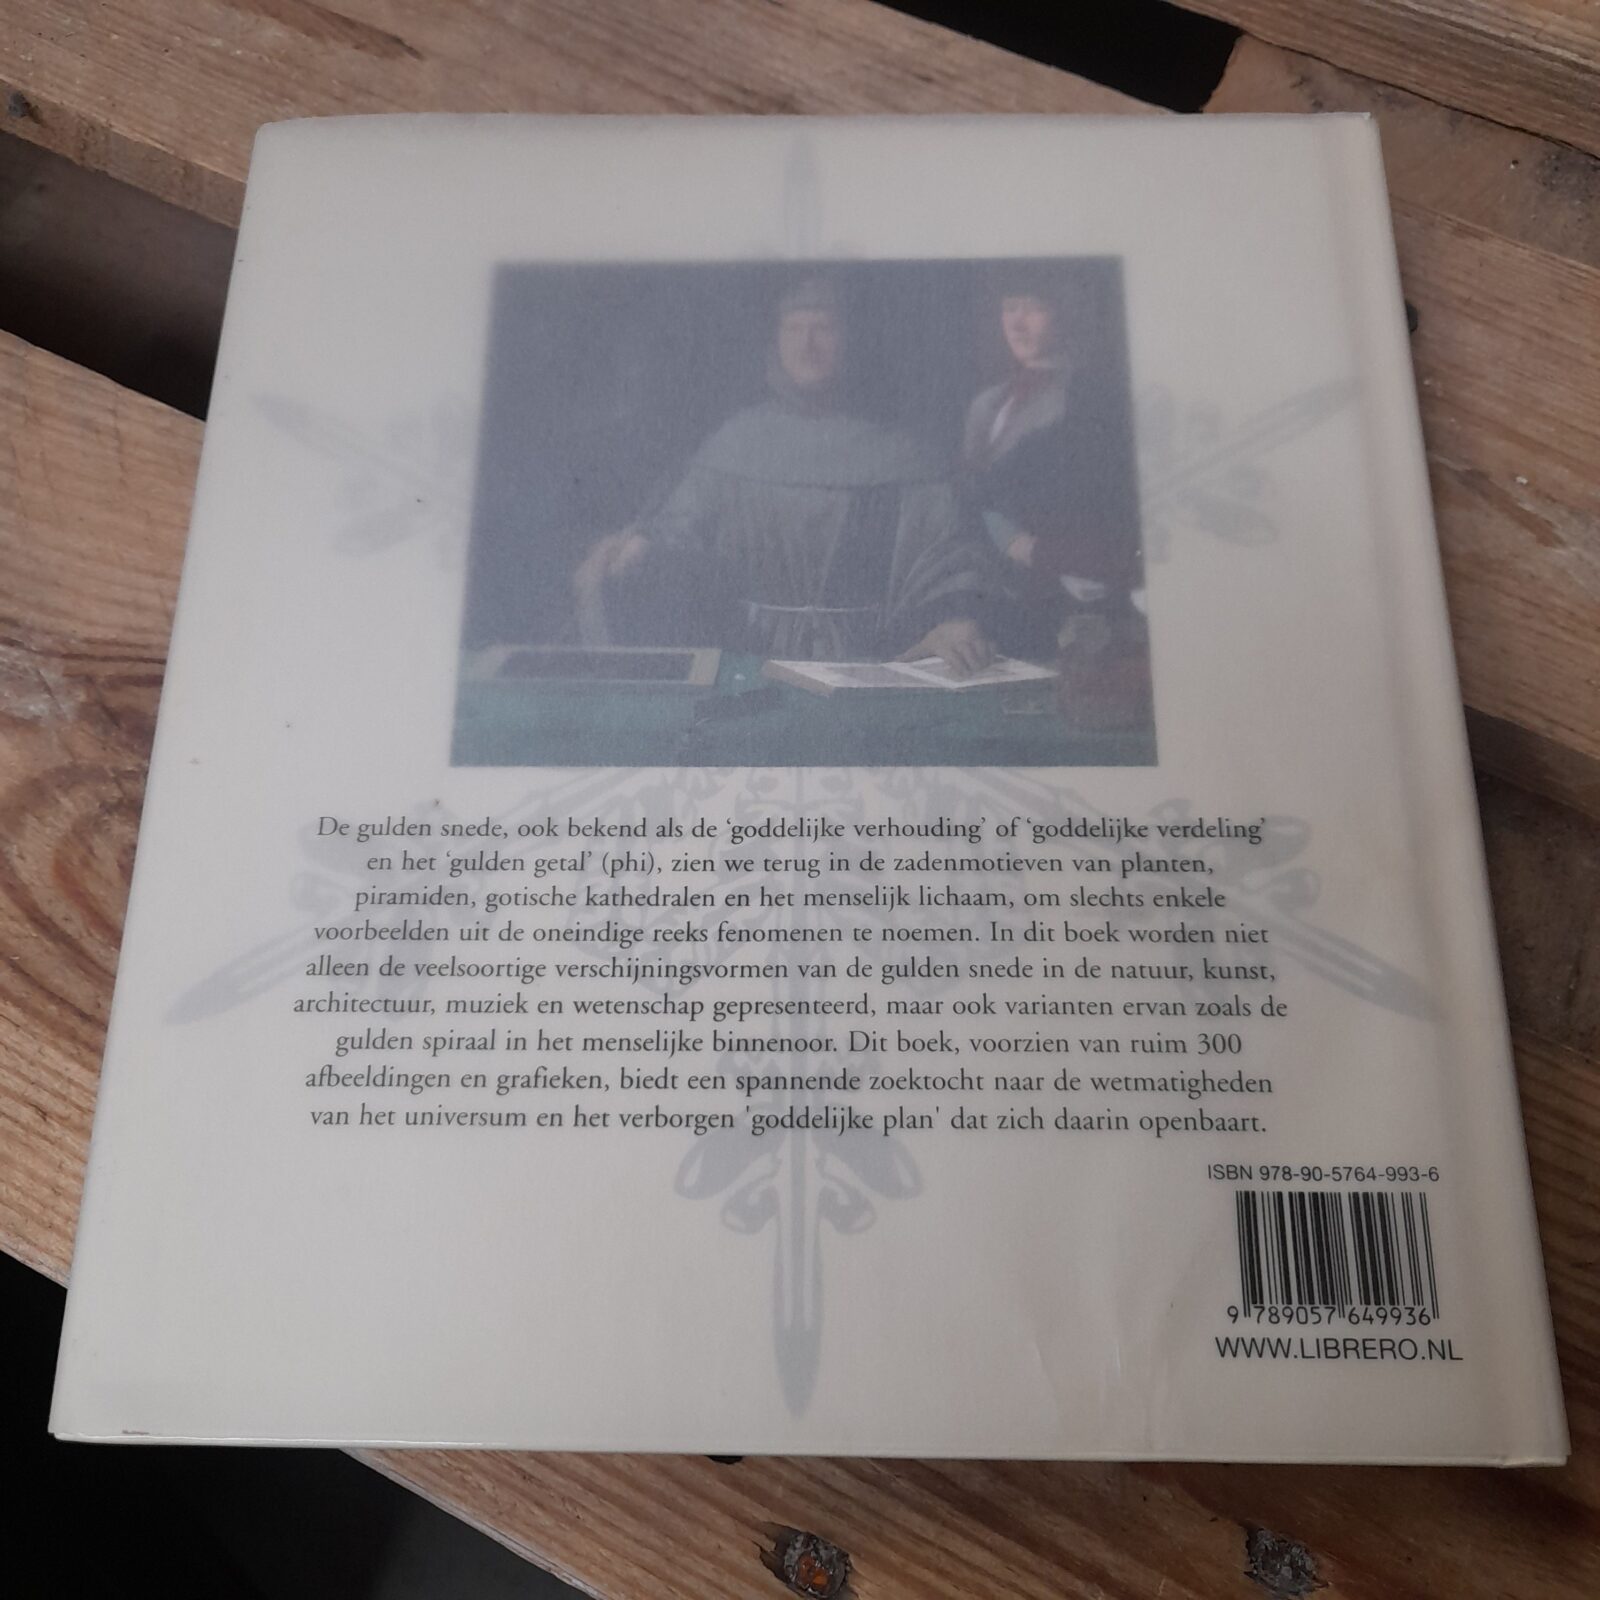 De gulden snede, ook bekend als de ‘goddelijke verhouding’ of ‘goddelijke verdeling’
en het ‘gulden getal’ (phi), zien we terug in de zadenmotieven van planten,
piramiden, gotische kathedralen en het menselijk lichaam, om slechts enkele
voorbeelden uit de oneindige reeks fenomenen te noemen. In dit boek worden niet
alleen de veelsoortige verschijningsvormen van de gulden snede in de natuur, kunst,
architectuur, muziek en wetenschap gepresenteerd, maar ook varianten ervan zoals de
gulden spiraal in het menselijke binnenoor. Dit boek, voorzien van ruim 300
afbeeldingen en grafieken, biedt een spannende zoektocht naar de wetmatigheden
van het universum en het verborgen 'goddelijke plan' dat zich daarin openbaart.
ISBN 978-90-5764-993-6
9 789057 649936
WWW.LIBRERO.NL